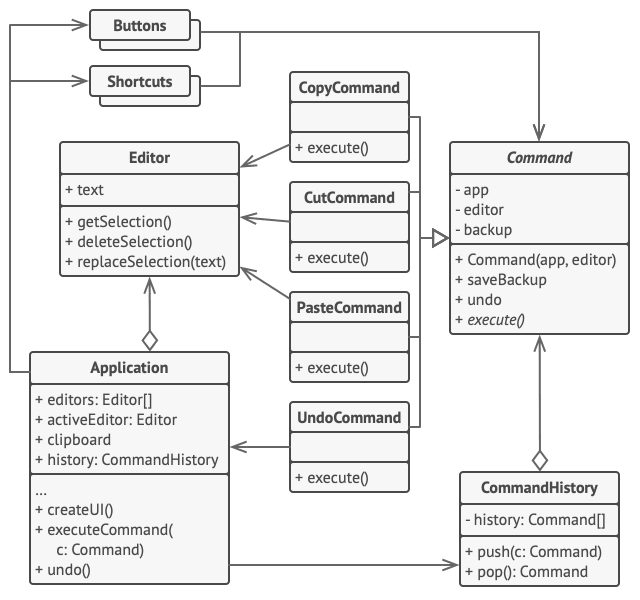 Buttons
Shortcuts
CopyCommand
+ execute()
Editor
+ text
+ getSelection()
+ deleteSelection()
+ replaceSelection(text)
CutCommand
+ execute()
Command
- app
- editor
- backup
+ Command(app, editor)
+ saveBackup
+ undo
+ execute()
PasteCommand
+ execute()
Application
+ editors: Editor[]
+ activeEditor: Editor
+ clipboard
+ history: CommandHistory
...
+ createUI()
+ executeCommand(
c: Command)
+ undo()
UndoCommand
+ execute()
CommandHistory
- history: Command[]
+ push(c: Command)
+ pop(): Command